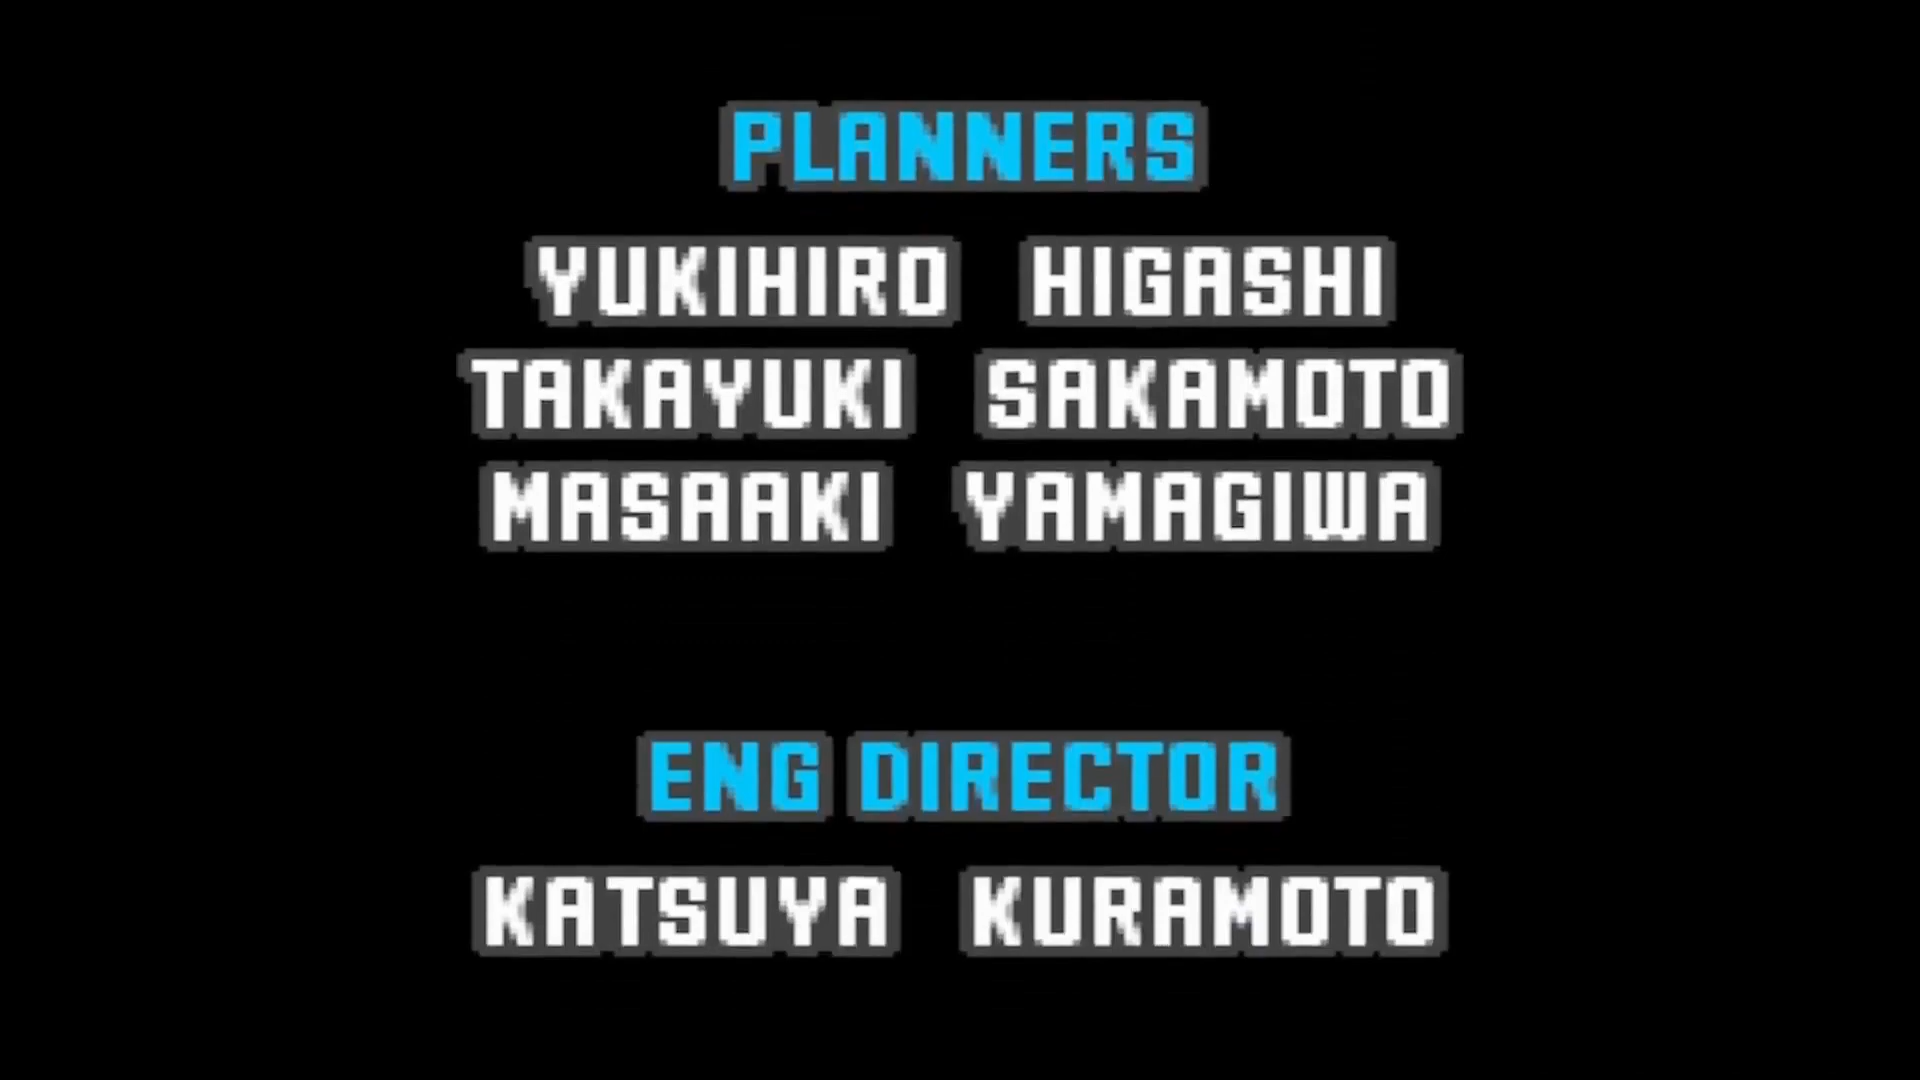 PLANNERS
YUKIHIRO HIGASHI
TAKAYUKI SAKAMOTO
MASAAKI YAMAGIWA
ENG DIRECTOR
KATSUYA KURAMOTO